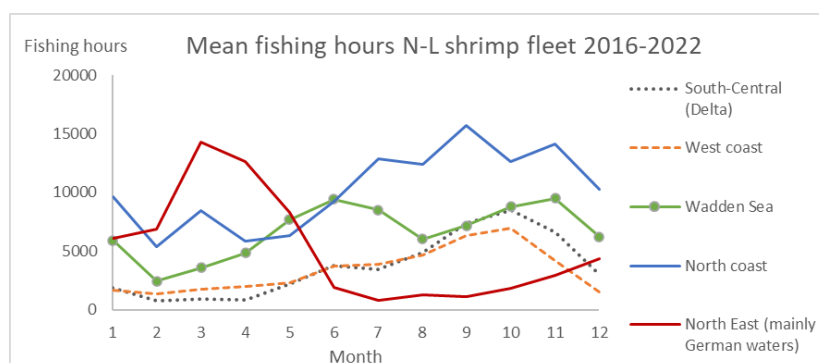 Fishing hours
Mean fishing hours N-L shrimp fleet 2016-2022
20000
15000
10000
5000
0
1 2 3 4 5 6 7 8 9 10 11 12
Month
South-Central
(Delta)
West coast
Wadden Sea
North coast
North East (mainly
German waters)